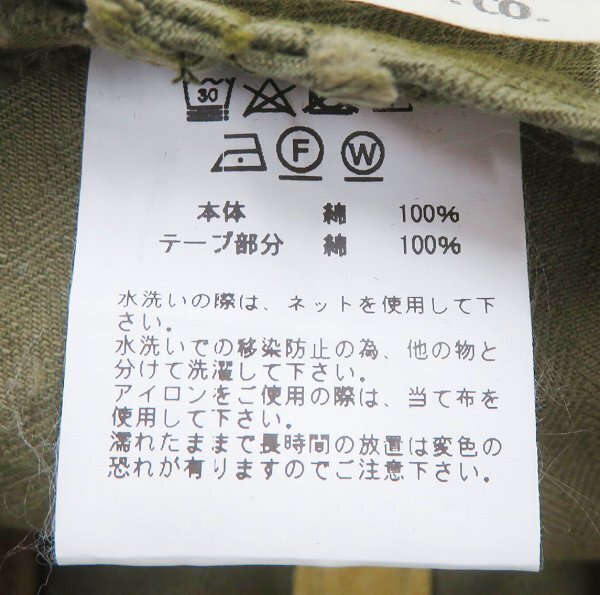 - CO -
30
F W
本体 綿 100%
テープ部分 綿 100%
水洗いの際は、ネットを使用して下
さい。
水洗いでの移染防止の為、他の物と
分けて洗濯して下さい。
アイロンをご使用の際は、当て布を
使用して下さい。
濡れたままで長時間の放置は変色の
恐れが有りますのでご注意下さい。